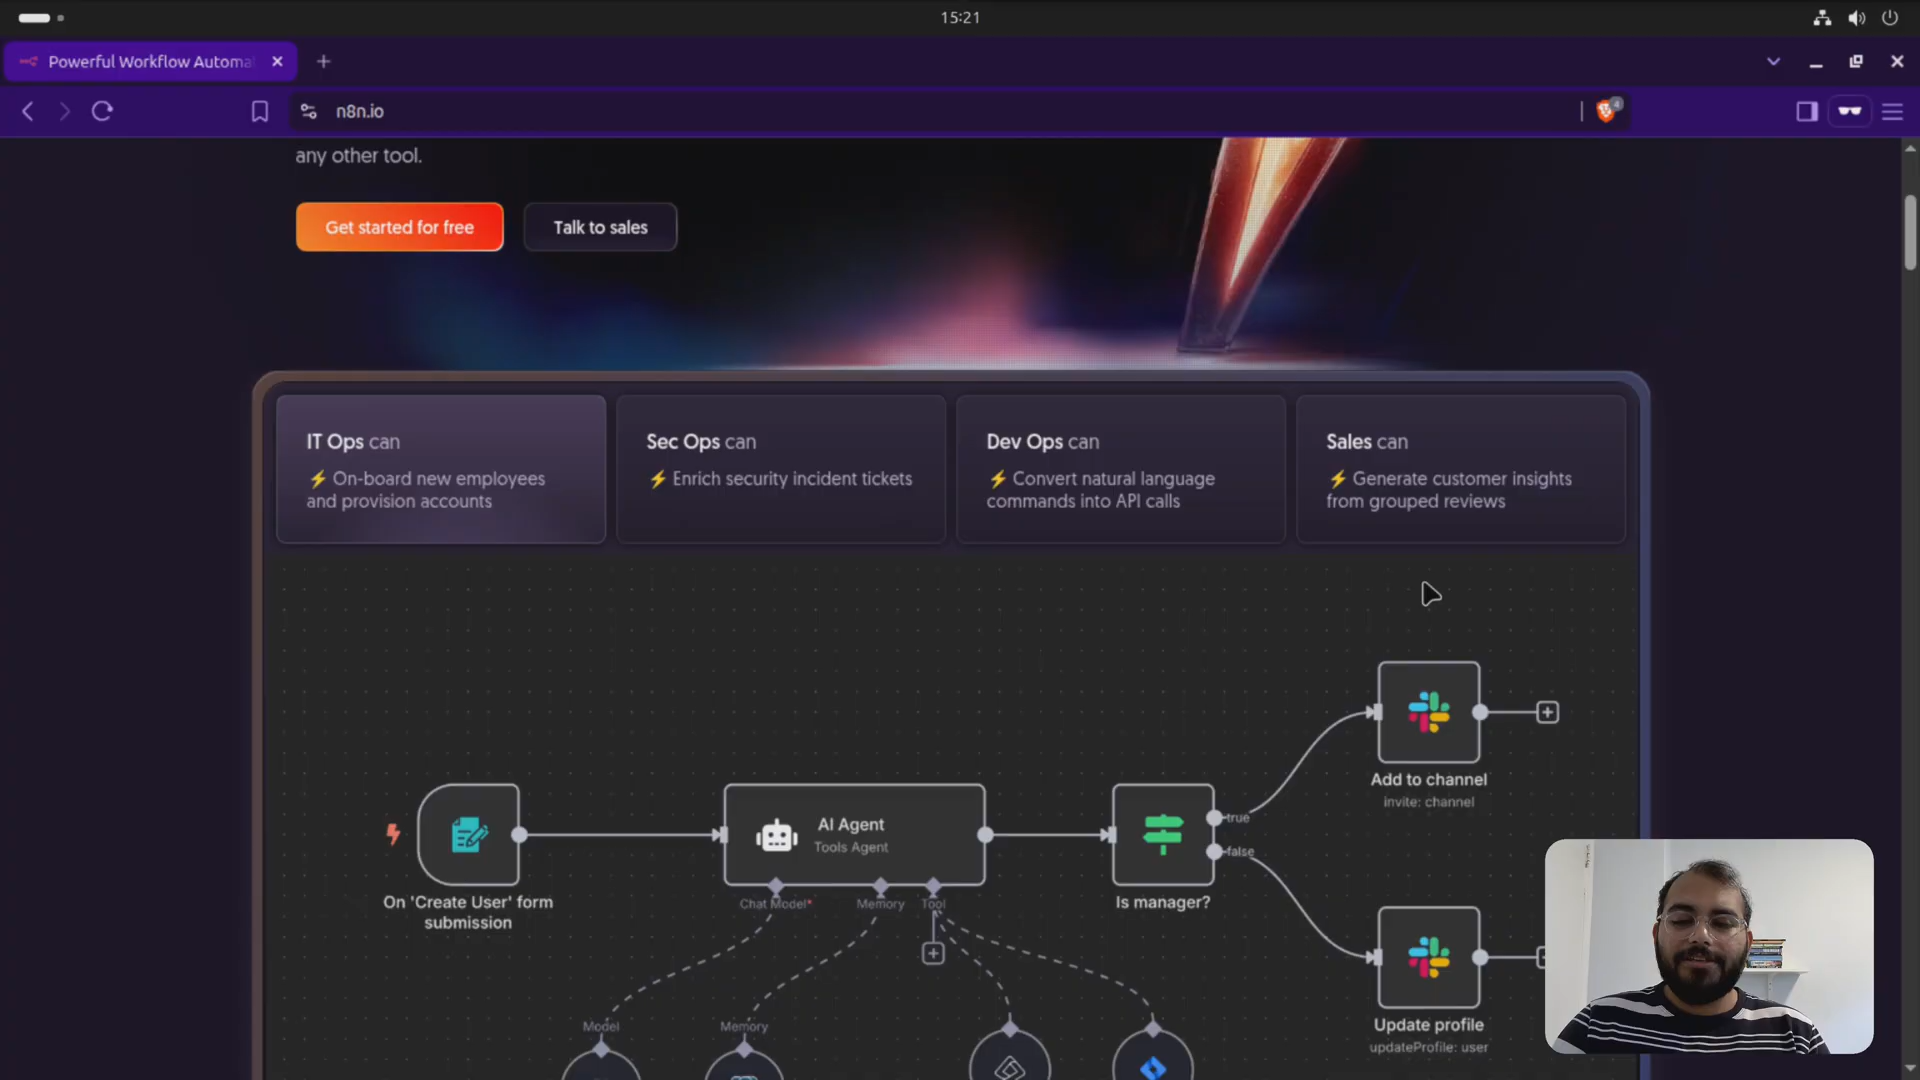 15:21
Powerful Workflow Automa
n8n.io
4
any other tool.
Get started for free
Talk to sales
IT Ops can
⚡ On-board new employees
and provision accounts
Sec Ops can
⚡ Enrich security incident tickets
Dev Ops can
⚡ Convert natural language
commands into API calls
Sales can
⚡ Generate customer insights
from grouped reviews
On 'Create User' form
submission
AI Agent
Tools Agent
Chat Model*
Memory
Tool
Is manager?
true
false
Add to channel
invite: channel
Update profile
updateProfile: user
Model
Memory